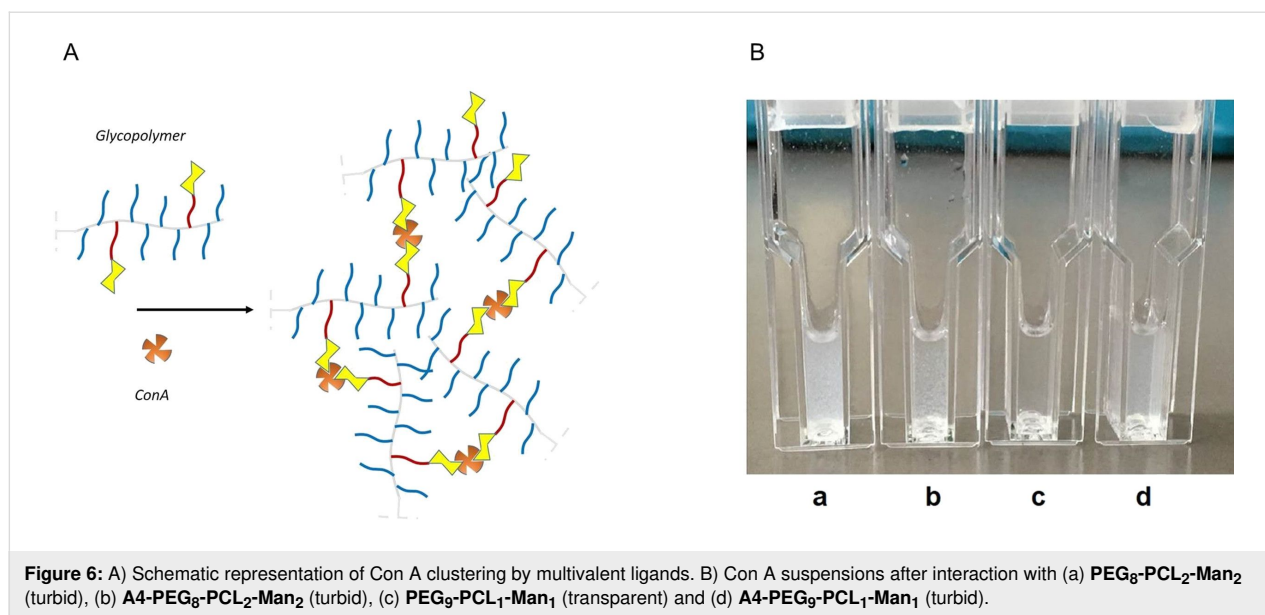 A
B
Glycopolymer
ConA
a b c d
Figure 6: A) Schematic representation of Con A clustering by multivalent ligands. B) Con A suspensions after interaction with (a) PEG₈-PCL₂-Man₂
(turbid), (b) A4-PEG₈-PCL₂-Man₂ (turbid), (c) PEG₉-PCL₁-Man₁ (transparent) and (d) A4-PEG₉-PCL₁-Man₁ (turbid).